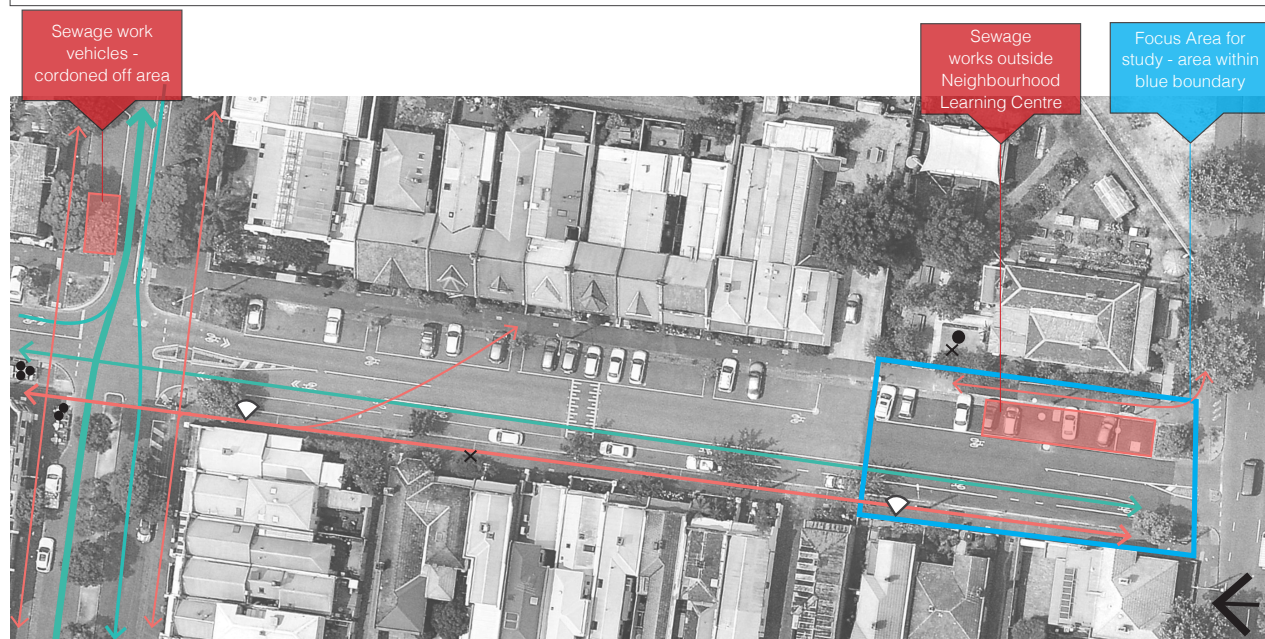 Sewage work
vehicles -
cordoned off area
Sewage
works outside
Neighbourhood
Learning Centre
Focus Area for
study - area within
blue boundary